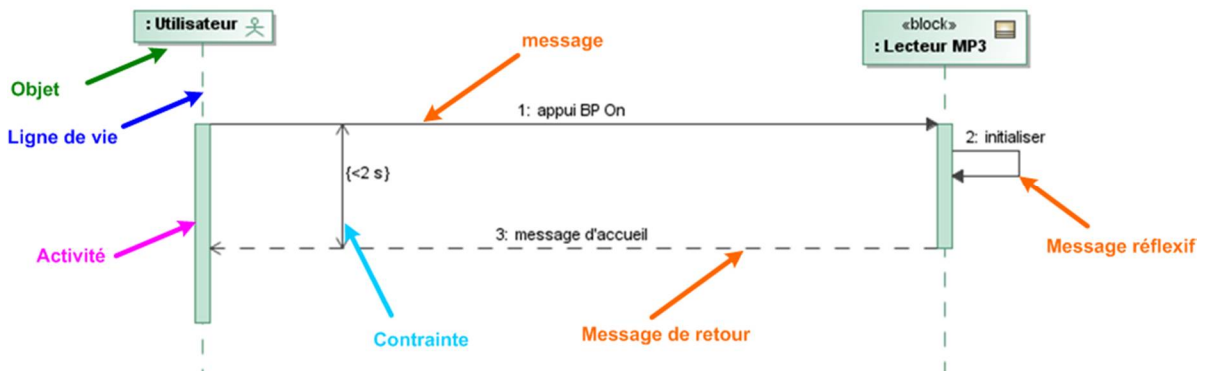 : Utilisateur
«block»
: Lecteur MP3
message
Objet
Ligne de vie
1: appui BP On
2: initialiser
{<2 s}
3: message d'accueil
Activité
Message réflexif
Contrainte
Message de retour